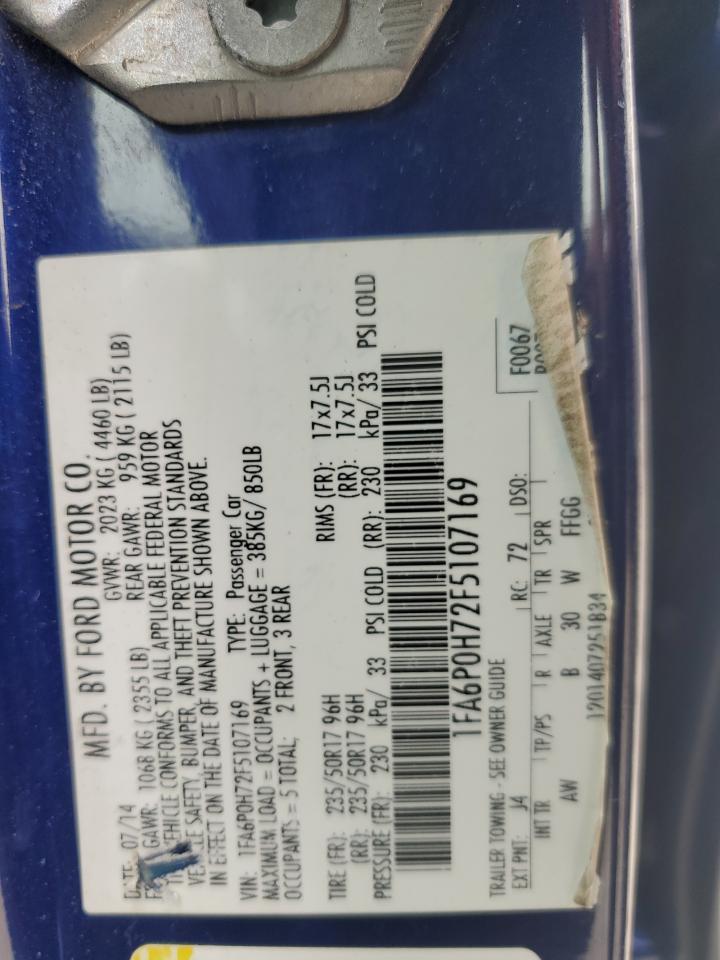 MFD. BY FORD MOTOR CO.
DATE: 07/14 GVWR: 2023 KG ( 4460 LB)
GAWR: 1068 KG ( 2355 LB) REAR GAWR: 959 KG ( 2115 LB)
VEHICLE CONFORMS TO ALL APPLICABLE FEDERAL MOTOR
SAFETY, BUMPER, AND THEFT PREVENTION STANDARDS
IN EFFECT ON THE DATE OF MANUFACTURE SHOWN ABOVE.
VIN: 1FA6P0H72F5107169 TYPE: Passenger Car
MAXIMUM LOAD = OCCUPANTS + LUGGAGE = 385KG/ 850LB
OCCUPANTS = 5 TOTAL; 2 FRONT, 3 REAR
TIRE (FR): 235/50R17 96H RIMS (FR): 17x7.5J
(RR): 235/50R17 96H (RR): 17x7.5J
PRESSURE (FR): 230 kPa/ 33 PSI COLD (RR): 230 kPa/ 33 PSI COLD
1FA6P0H72F5107169
TRAILER TOWING - SEE OWNER GUIDE
EXT PNT: J4 RC: 72 DSO: F0067
INT TR TP/PS R AXLE TR SPR
AW B 30 W FFGG